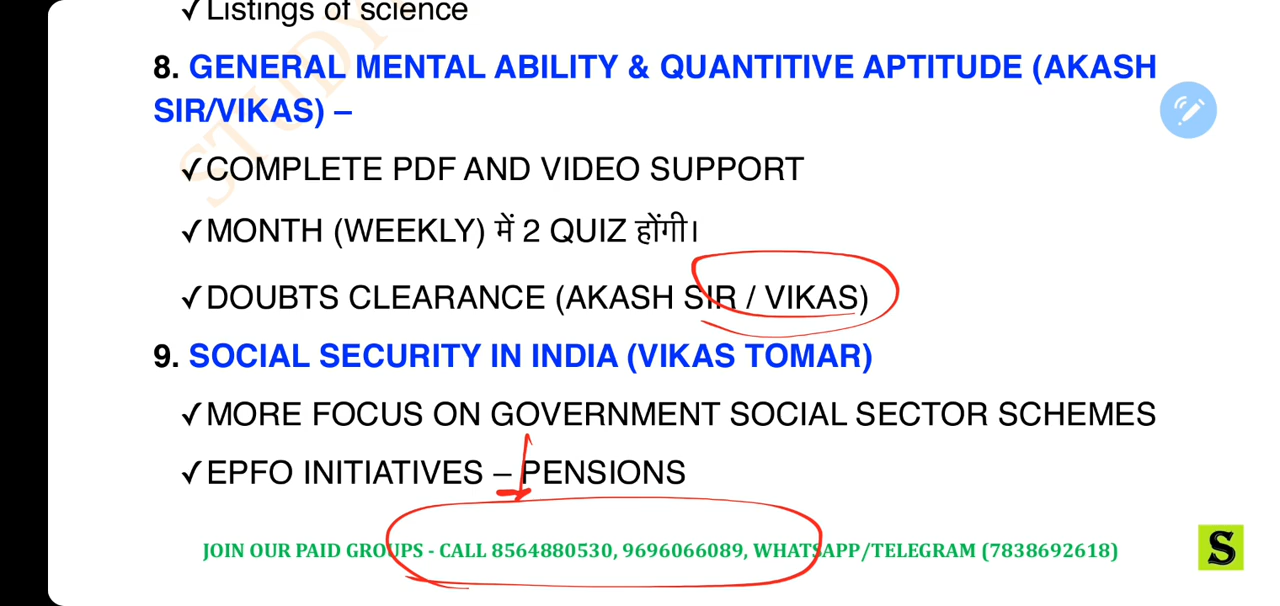 ✓Listings of science
8. GENERAL MENTAL ABILITY & QUANTITIVE APTITUDE (AKASH
SIR/VIKAS) –
✓COMPLETE PDF AND VIDEO SUPPORT
✓MONTH (WEEKLY) में 2 QUIZ होंगी।
✓DOUBTS CLEARANCE (AKASH SIR / VIKAS)
9. SOCIAL SECURITY IN INDIA (VIKAS TOMAR)
✓MORE FOCUS ON GOVERNMENT SOCIAL SECTOR SCHEMES
✓EPFO INITIATIVES – PENSIONS
JOIN OUR PAID GROUPS - CALL 8564880530, 9696066089, WHATSAPP/TELEGRAM (7838692618)
S
STUDY